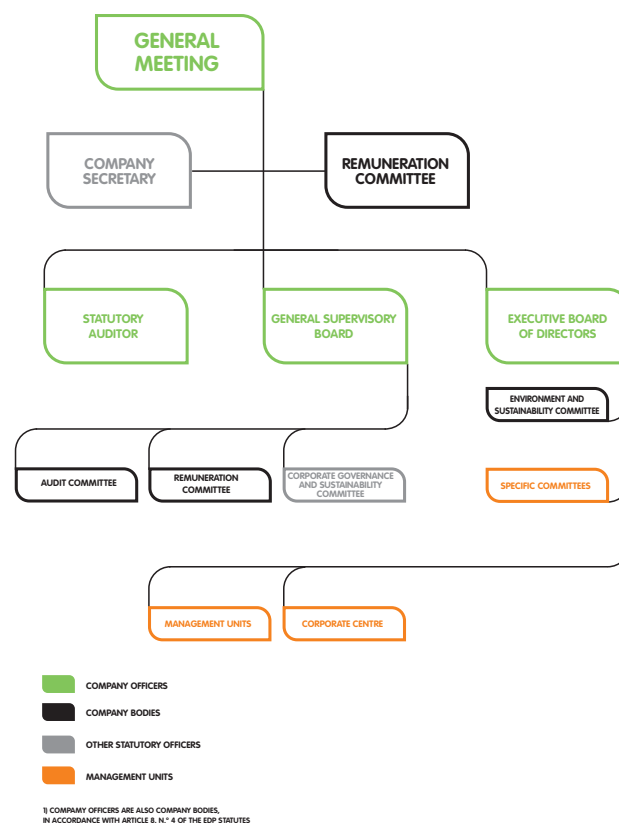 GENERAL
MEETING
COMPANY
SECRETARY
REMUNERATION
COMMITTEE
STATUTORY
AUDITOR
GENERAL SUPERVISORY
BOARD
EXECUTIVE BOARD
OF DIRECTORS
ENVIRONMENT AND
SUSTAINABILITY COMMITTEE
AUDIT COMMITTEE
REMUNERATION
COMMITTEE
CORPORATE GOVERNANCE
AND SUSTAINABILITY
COMMITTEE
SPECIFIC COMMITTEES
MANAGEMENT UNITS
CORPORATE CENTRE
COMPANY OFFICERS
COMPANY BODIES
OTHER STATUTORY OFFICERS
MANAGEMENT UNITS
1) COMPAMY OFFICERS ARE ALSO COMPANY BODIES,
IN ACCORDANCE WITH ARTICLE 8. N.º 4 OF THE EDP STATUTES